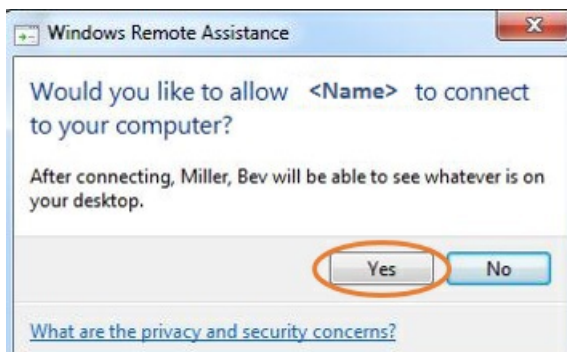 Windows Remote Assistance
Would you like to allow <Name> to connect
to your computer?
After connecting, Miller, Bev will be able to see whatever is on
your desktop.
Yes No
What are the privacy and security concerns?